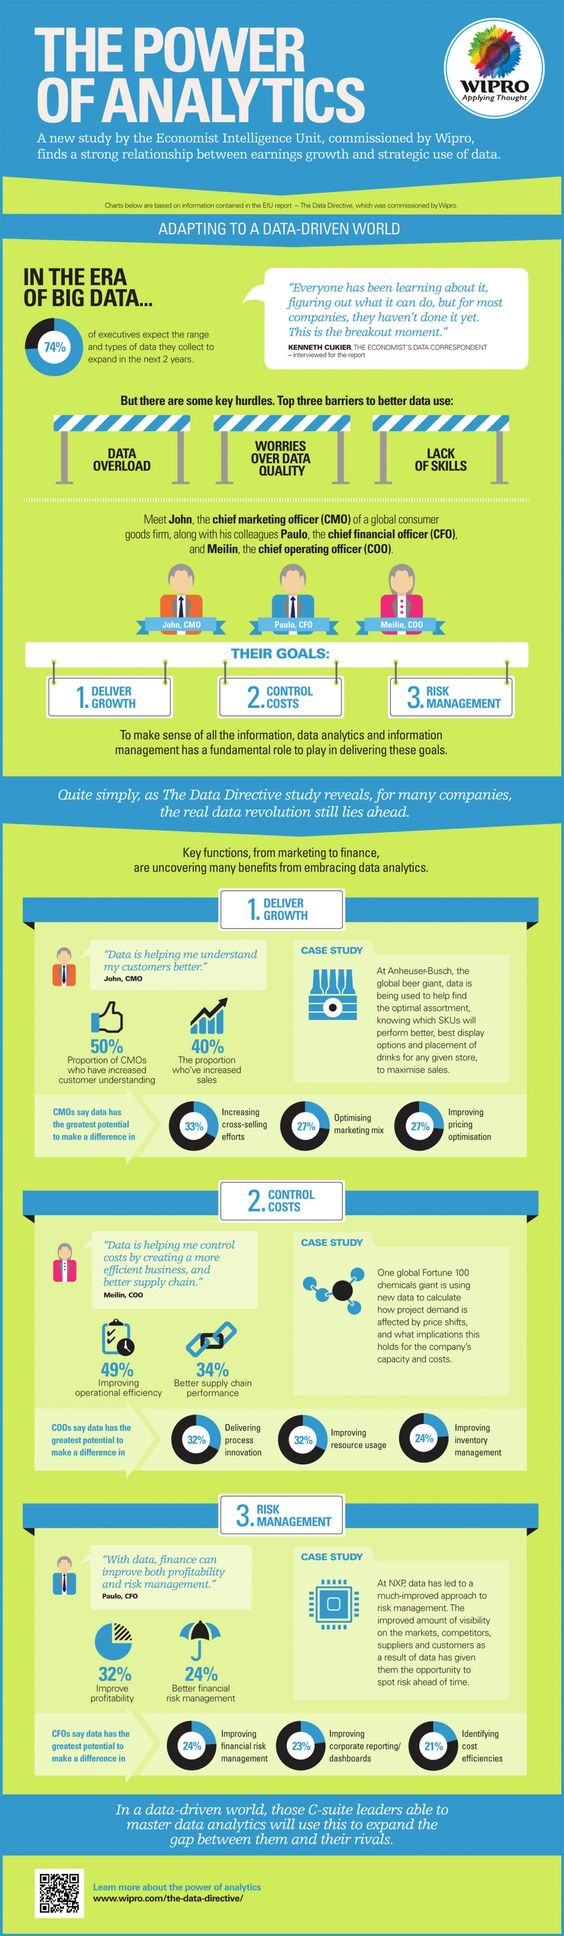 THE POWER
OF ANALYTICS
WIPRO
Applying Thought
A new study by the Economist Intelligence Unit, commissioned by Wipro,
finds a strong relationship between earnings growth and strategic use of data.
Charts below are based on information contained in the EIU report – The Data Directive, which was commissioned by Wipro.
ADAPTING TO A DATA-DRIVEN WORLD
IN THE ERA
OF BIG DATA...
74%
of executives expect the range
and types of data they collect to
expand in the next 2 years.
"Everyone has been learning about it,
figuring out what it can do, but for most
companies, they haven't done it yet.
This is the breakout moment."
KENNETH CUKIER, THE ECONOMIST'S DATA CORRESPONDENT
– interviewed for the report
But there are some key hurdles. Top three barriers to better data use:
DATA
OVERLOAD
WORRIES
OVER DATA
QUALITY
LACK
OF SKILLS
Meet John, the chief marketing officer (CMO) of a global consumer
goods firm, along with his colleagues Paulo, the chief financial officer (CFO),
and Meilin, the chief operating officer (COO).
John, CMO
Paulo, CFO
Meilin, COO
THEIR GOALS:
1. DELIVER
GROWTH
2. CONTROL
COSTS
3. RISK
MANAGEMENT
To make sense of all the information, data analytics and information
management has a fundamental role to play in delivering these goals.
Quite simply, as The Data Directive study reveals, for many companies,
the real data revolution still lies ahead.
Key functions, from marketing to finance,
are uncovering many benefits from embracing data analytics.
1. DELIVER
GROWTH
"Data is helping me understand
my customers better."
John, CMO
50%
Proportion of CMOs
who have increased
customer understanding
40%
The proportion
who've increased
sales
CASE STUDY
At Anheuser-Busch, the
global beer giant, data is
being used to help find
the optimal assortment,
knowing which SKUs will
perform better, best display
options and placement of
drinks for any given store,
to maximise sales.
CMOs say data has
the greatest potential
to make a difference in
33%
Increasing
cross-selling
efforts
27%
Optimising
marketing mix
27%
Improving
pricing
optimisation
2. CONTROL
COSTS
"Data is helping me control
costs by creating a more
efficient business, and
better supply chain."
Meilin, COO
49%
Improving
operational efficiency
34%
Better supply chain
performance
CASE STUDY
One global Fortune 100
chemicals giant is using
new data to calculate
how project demand is
affected by price shifts,
and what implications this
holds for the company's
capacity and costs.
COOs say data has the
greatest potential to
make a difference in
32%
Delivering
process
innovation
32%
Improving
resource usage
24%
Improving
inventory
management
3. RISK
MANAGEMENT
"With data, finance can
improve both profitability
and risk management."
Paulo, CFO
32%
Improve
profitability
24%
Better financial
risk management
CASE STUDY
At NXP, data has led to a
much-improved approach to
risk management. The
improved amount of visibility
on the markets, competitors,
suppliers and customers as
a result of data has given
them the opportunity to
spot risk ahead of time.
CFOs say data has the
greatest potential to
make a difference in
24%
Improving
financial risk
management
23%
Improving
corporate reporting/
dashboards
21%
Identifying
cost
efficiencies
In a data-driven world, those C-suite leaders able to
master data analytics will use this to expand the
gap between them and their rivals.
Learn more about the power of analytics
www.wipro.com/the-data-directive/